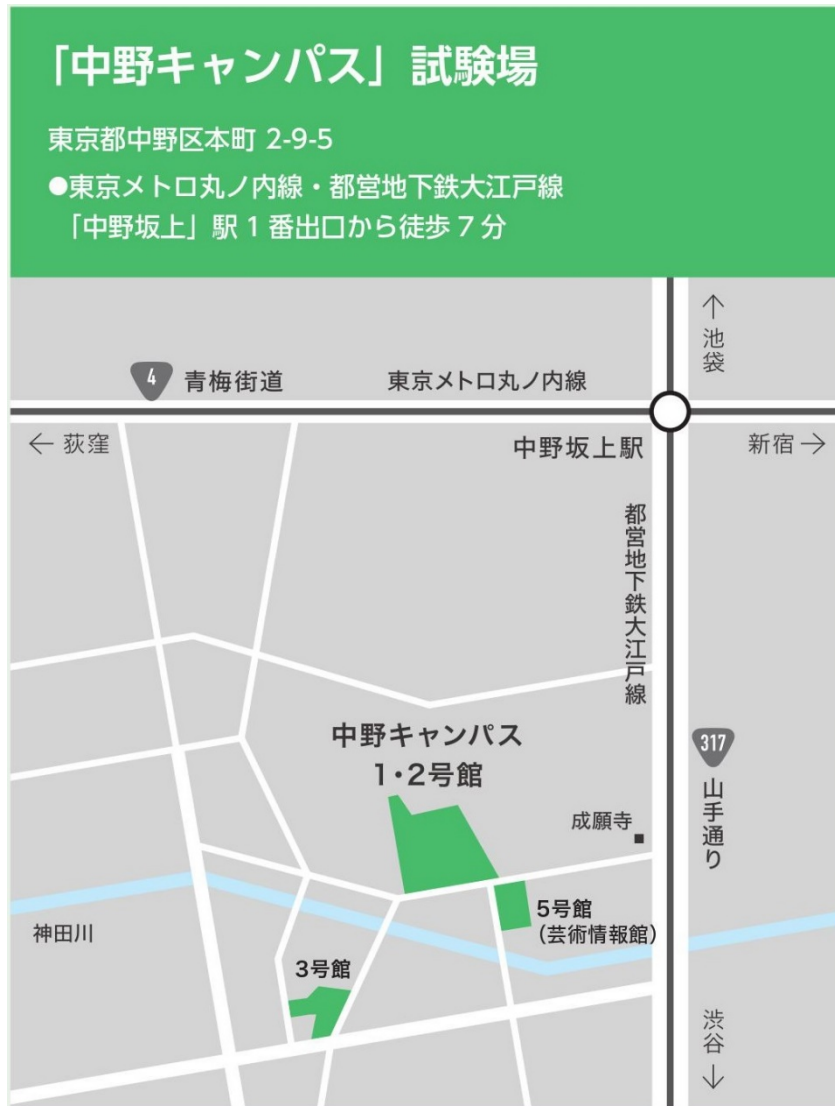 「中野キャンパス」試験場
東京都中野区本町 2-9-5
●東京メトロ丸ノ内線・都営地下鉄大江戸線
「中野坂上」駅 1 番出口から徒歩 7 分
↑池袋
4 青梅街道
東京メトロ丸ノ内線
← 荻窪
中野坂上駅
新宿 →
都営地下鉄大江戸線
中野キャンパス
1・2号館
317
山手通り
成願寺
5号館
（芸術情報館）
神田川
3号館
渋谷↓